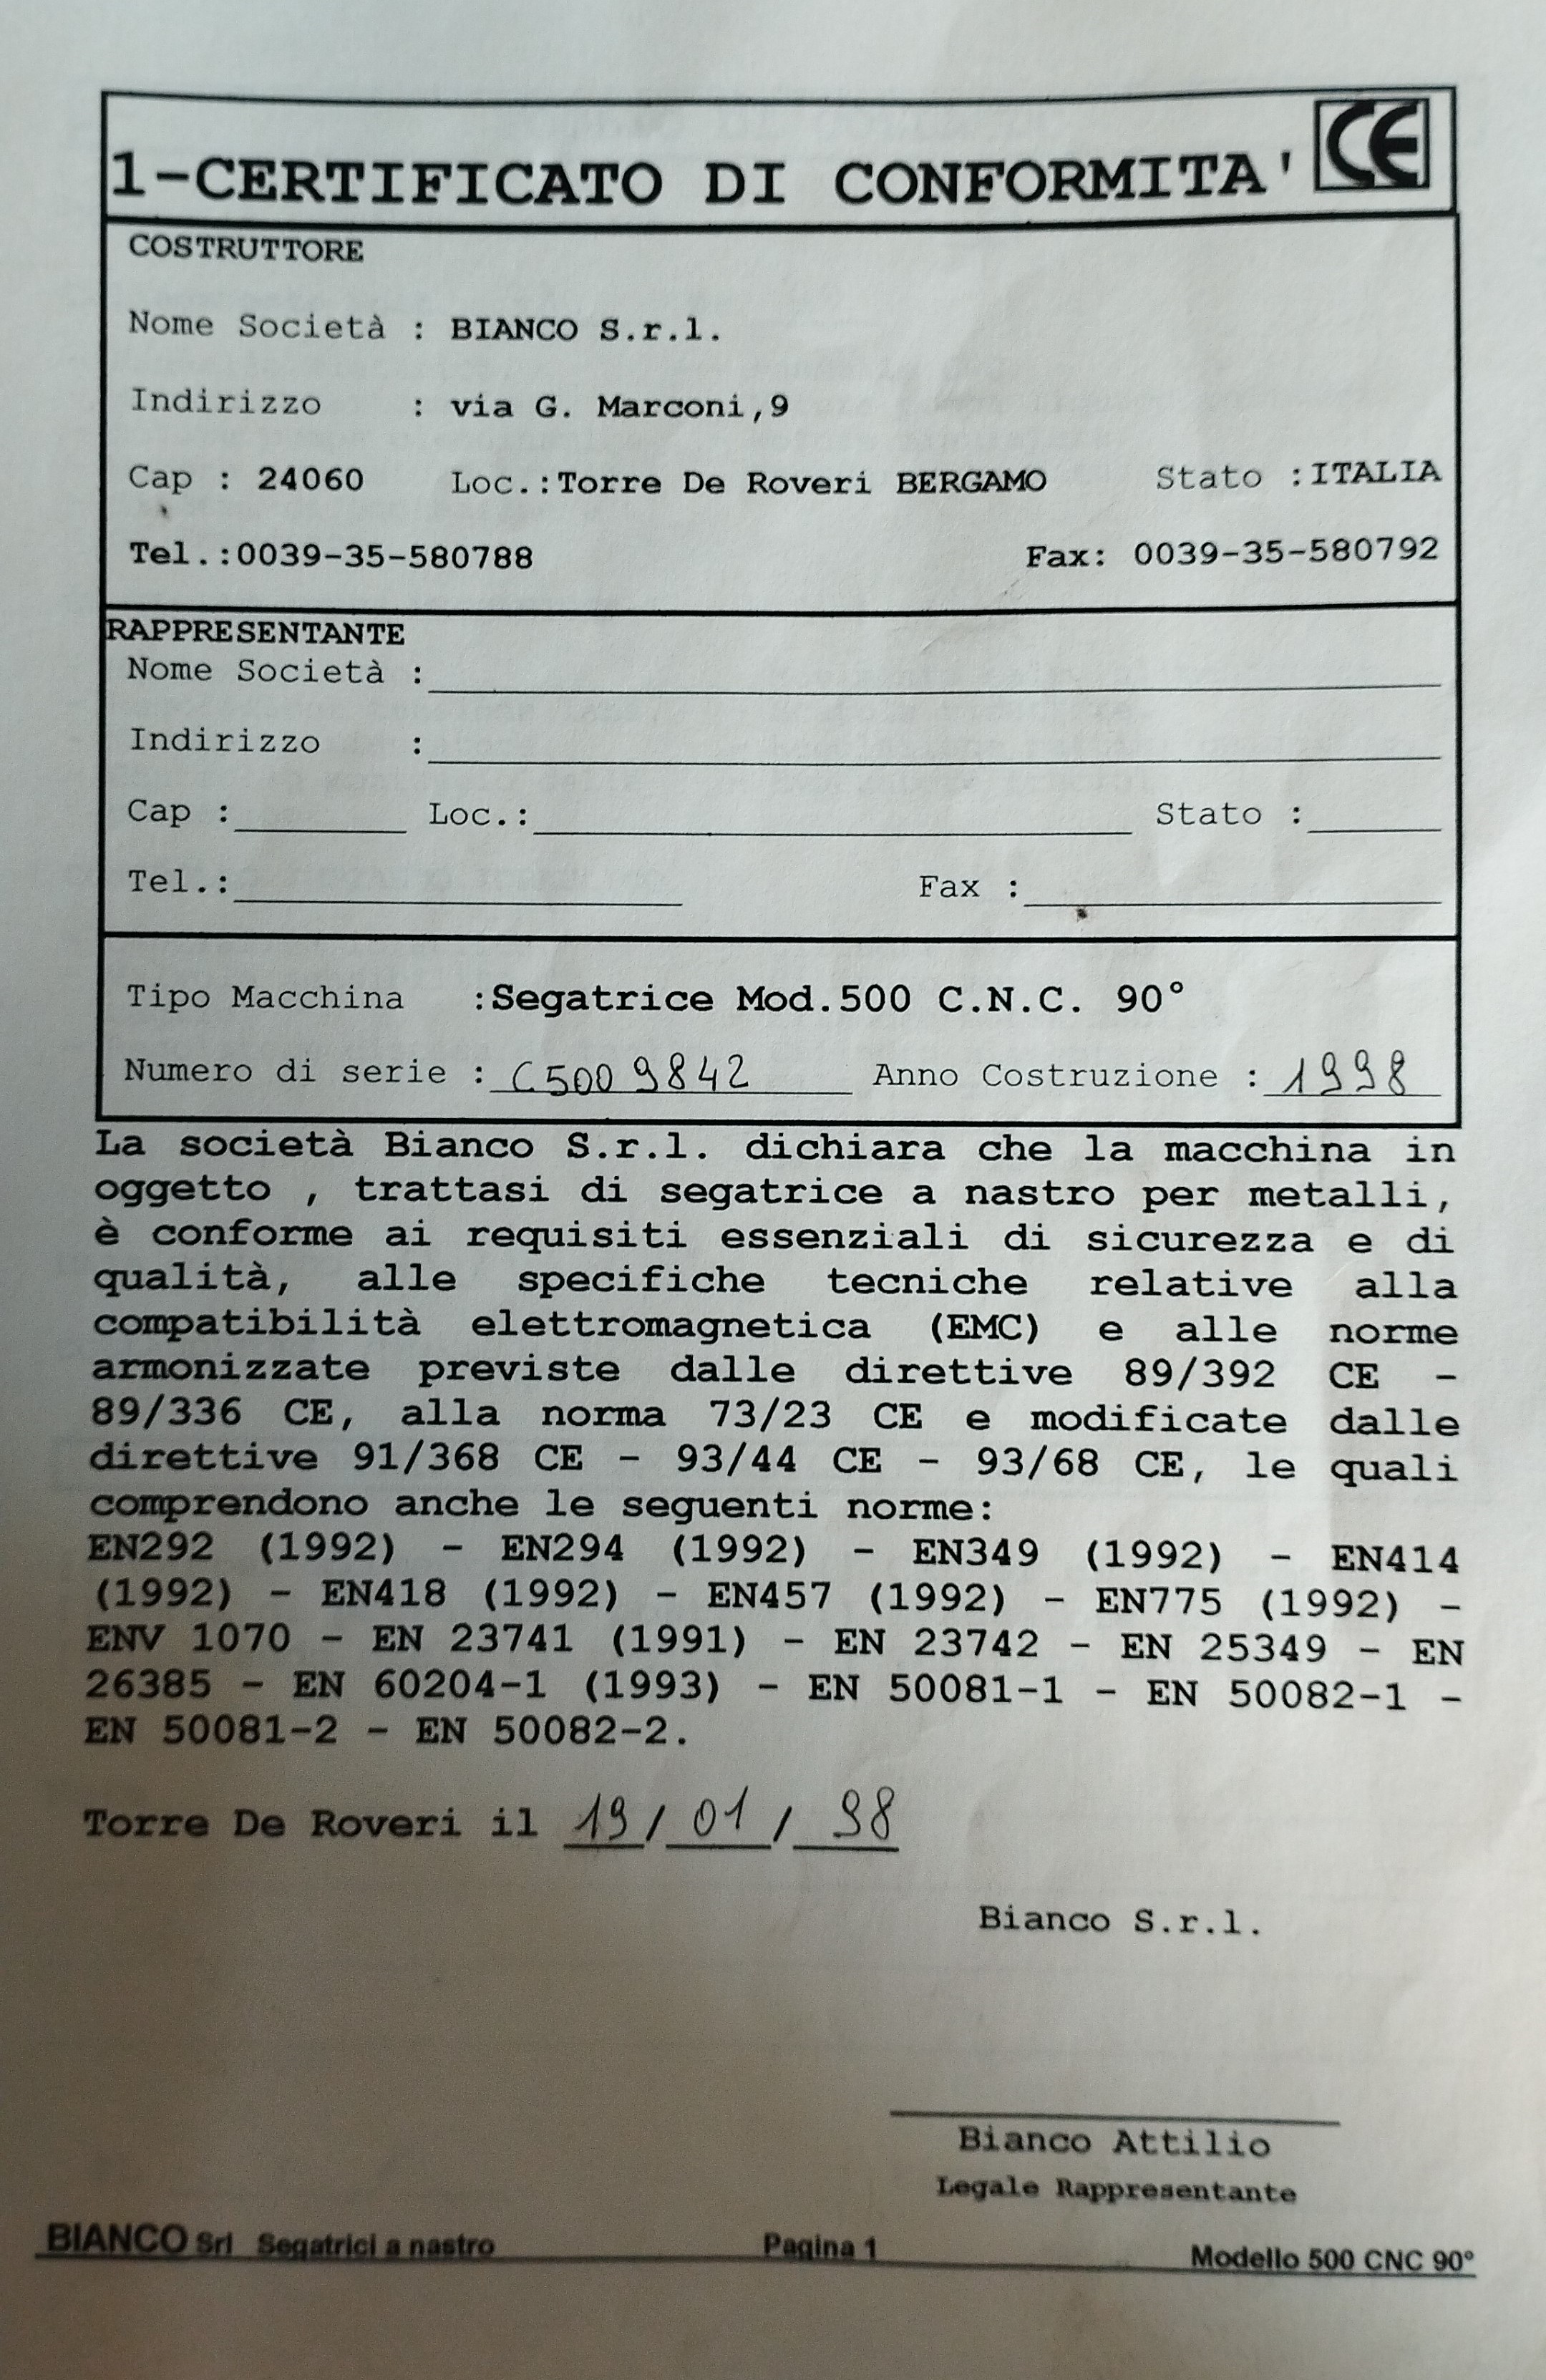 1-CERTIFICATO DI CONFORMITA' CE
COSTRUTTORE
Nome Società : BIANCO S.r.l.
Indirizzo : via G. Marconi,9
Cap : 24060 Loc.:Torre De Roveri BERGAMO Stato :ITALIA
Tel.:0039-35-580788 Fax: 0039-35-580792
RAPPRESENTANTE
Nome Società :
Indirizzo :
Cap : Loc.: Stato :
Tel.: Fax :
Tipo Macchina :Segatrice Mod.500 C.N.C. 90°
Numero di serie : C500 9842 Anno Costruzione : 1998
La società Bianco S.r.l. dichiara che la macchina in
oggetto , trattasi di segatrice a nastro per metalli,
è conforme ai requisiti essenziali di sicurezza e di
qualità, alle specifiche tecniche relative alla
compatibilità elettromagnetica (EMC) e alle norme
armonizzate previste dalle direttive 89/392 CE -
89/336 CE, alla norma 73/23 CE e modificate dalle
direttive 91/368 CE - 93/44 CE - 93/68 CE, le quali
comprendono anche le seguenti norme:
EN292 (1992) - EN294 (1992) - EN349 (1992) - EN414
(1992) - EN418 (1992) - EN457 (1992) - EN775 (1992) -
ENV 1070 - EN 23741 (1991) - EN 23742 - EN 25349 - EN
26385 - EN 60204-1 (1993) - EN 50081-1 - EN 50082-1 -
EN 50081-2 - EN 50082-2.
Torre De Roveri il 19/ 01 / 98
Bianco S.r.l.
Bianco Attilio
Legale Rappresentante
BIANCO Srl Segatrici a nastro Pagina 1 Modello 500 CNC 90°